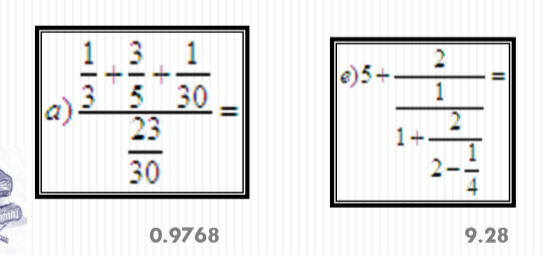 a) (1/3 + 3/5 + 1/30) / (23/30) =
e) 5 + 2 / (1 / (1 + 2 / (2 - 1/4))) =
0.9768
9.28